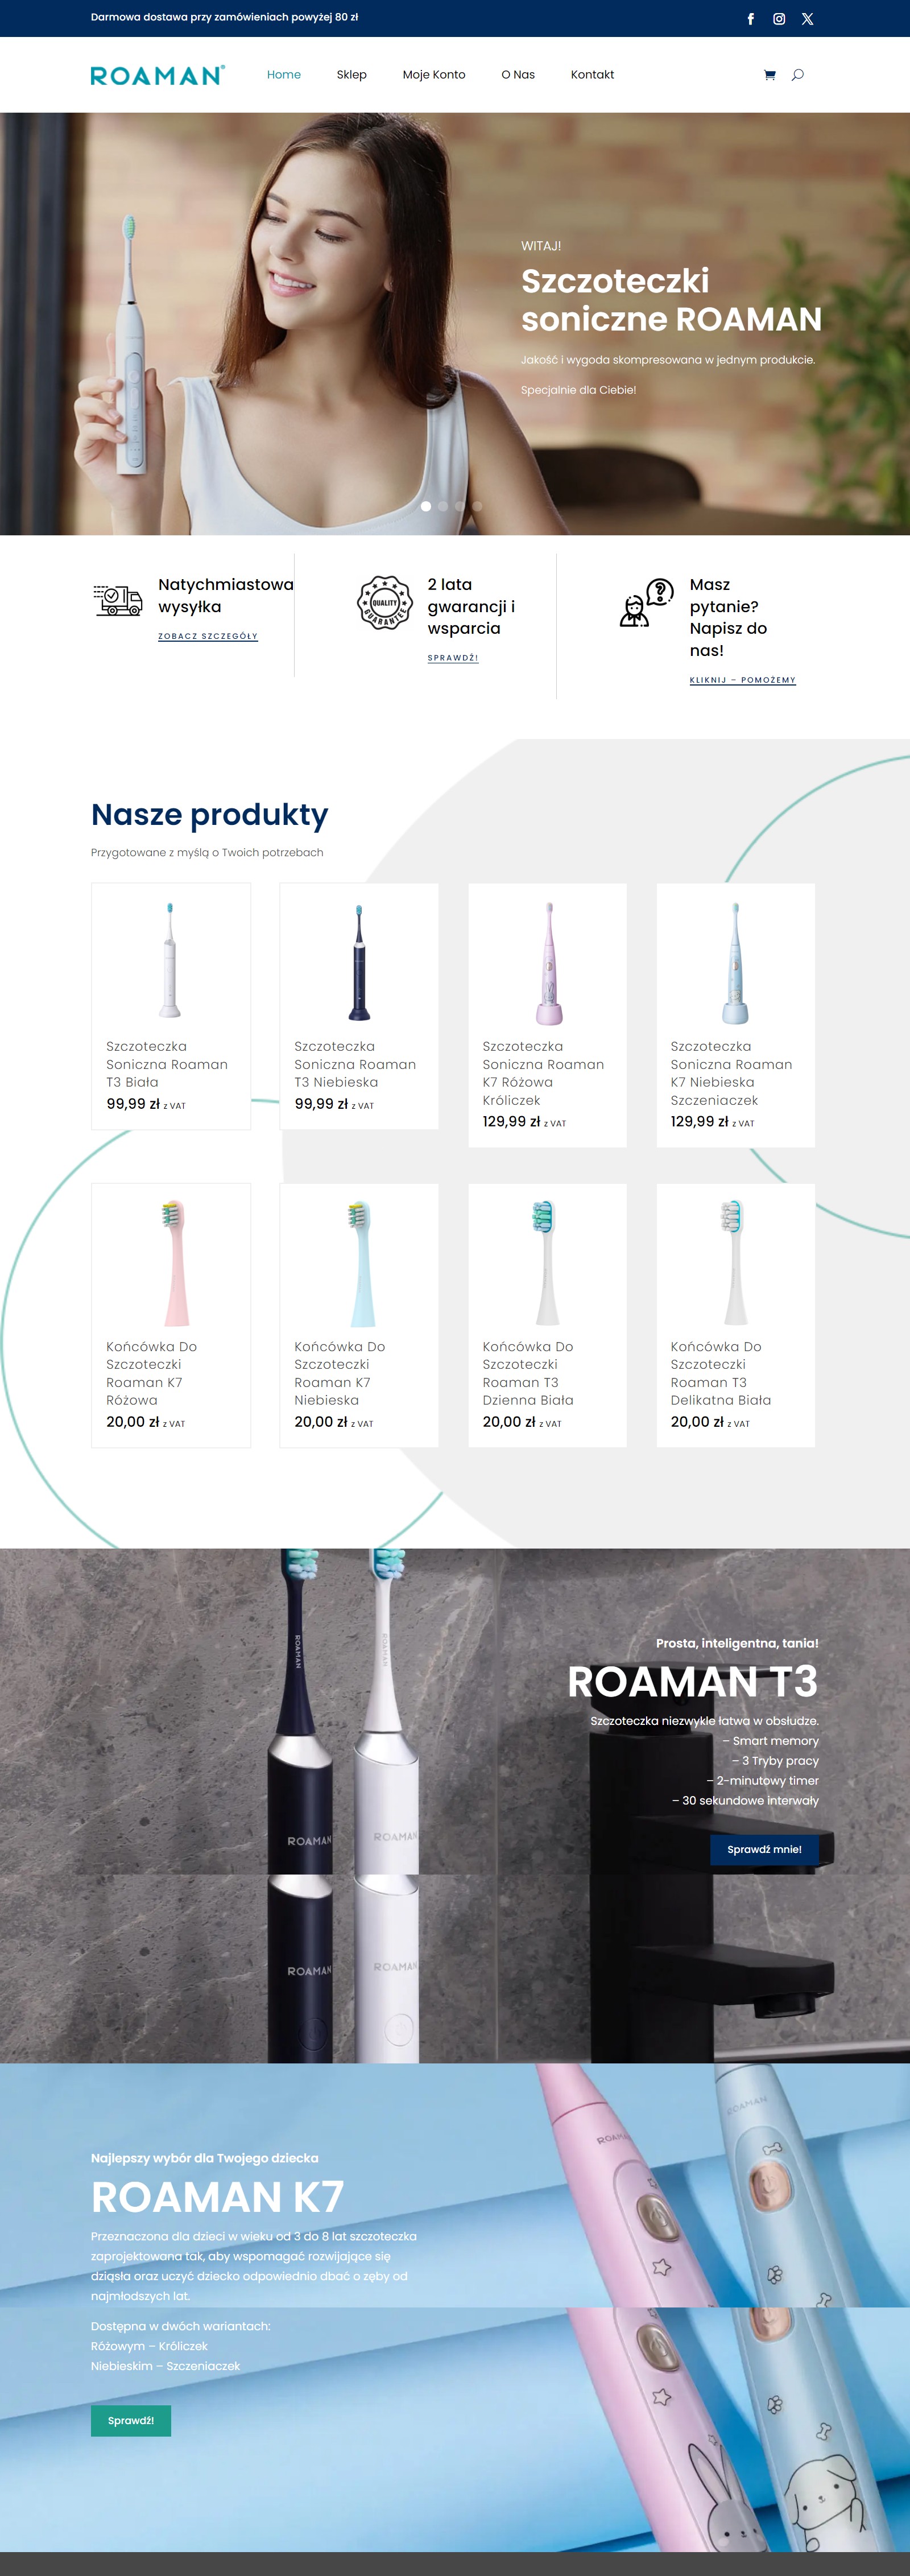 Darmowa dostawa przy zamówieniach powyżej 80 zł
ROAMAN®
Home
Sklep
Moje Konto
O Nas
Kontakt
WITAJ!
Szczoteczki
soniczne ROAMAN
Jakość i wygoda skompresowana w jednym produkcie.
Specjalnie dla Ciebie!
Natychmiastowa
wysyłka
ZOBACZ SZCZEGÓŁY
QUALITY
GUARANTEE
2 lata
gwarancji i
wsparcia
SPRAWDŹ!
Masz
pytanie?
Napisz do
nas!
KLIKNIJ – POMOŻEMY
Nasze produkty
Przygotowane z myślą o Twoich potrzebach
Szczoteczka
Soniczna Roaman
T3 Biała
99,99 zł z VAT
Szczoteczka
Soniczna Roaman
T3 Niebieska
99,99 zł z VAT
Szczoteczka
Soniczna Roaman
K7 Różowa
Króliczek
129,99 zł z VAT
Szczoteczka
Soniczna Roaman
K7 Niebieska
Szczeniaczek
129,99 zł z VAT
Końcówka Do
Szczoteczki
Roaman K7
Różowa
20,00 zł z VAT
Końcówka Do
Szczoteczki
Roaman K7
Niebieska
20,00 zł z VAT
Końcówka Do
Szczoteczki
Roaman T3
Dzienna Biała
20,00 zł z VAT
Końcówka Do
Szczoteczki
Roaman T3
Delikatna Biała
20,00 zł z VAT
ROAMAN
ROAMAN
ROAMAN
ROAMAN
Prosta, inteligentna, tania!
ROAMAN T3
Szczoteczka niezwykle łatwa w obsłudze.
– Smart memory
– 3 Tryby pracy
– 2-minutowy timer
– 30 sekundowe interwały
Sprawdź mnie!
ROAMAN
ROAMAN
ROAMAN
ROAMAN
Najlepszy wybór dla Twojego dziecka
ROAMAN K7
Przeznaczona dla dzieci w wieku od 3 do 8 lat szczoteczka
zaprojektowana tak, aby wspomagać rozwijające się
dziąsła oraz uczyć dziecko odpowiednio dbać o zęby od
najmłodszych lat.
Dostępna w dwóch wariantach:
Różowym – Króliczek
Niebieskim – Szczeniaczek
Sprawdź!